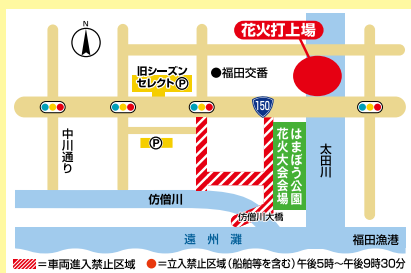 N
花火打上場
旧シーズン
セレクトⓅ
●福田交番
150
Ⓟ
中川通り
はまぼう公園
花火大会会場
太田川
仿僧川
仿僧川大橋
遠州灘
福田漁港
=車両進入禁止区域 ●=立入禁止区域(船舶等を含む)午後5時〜午後9時30分